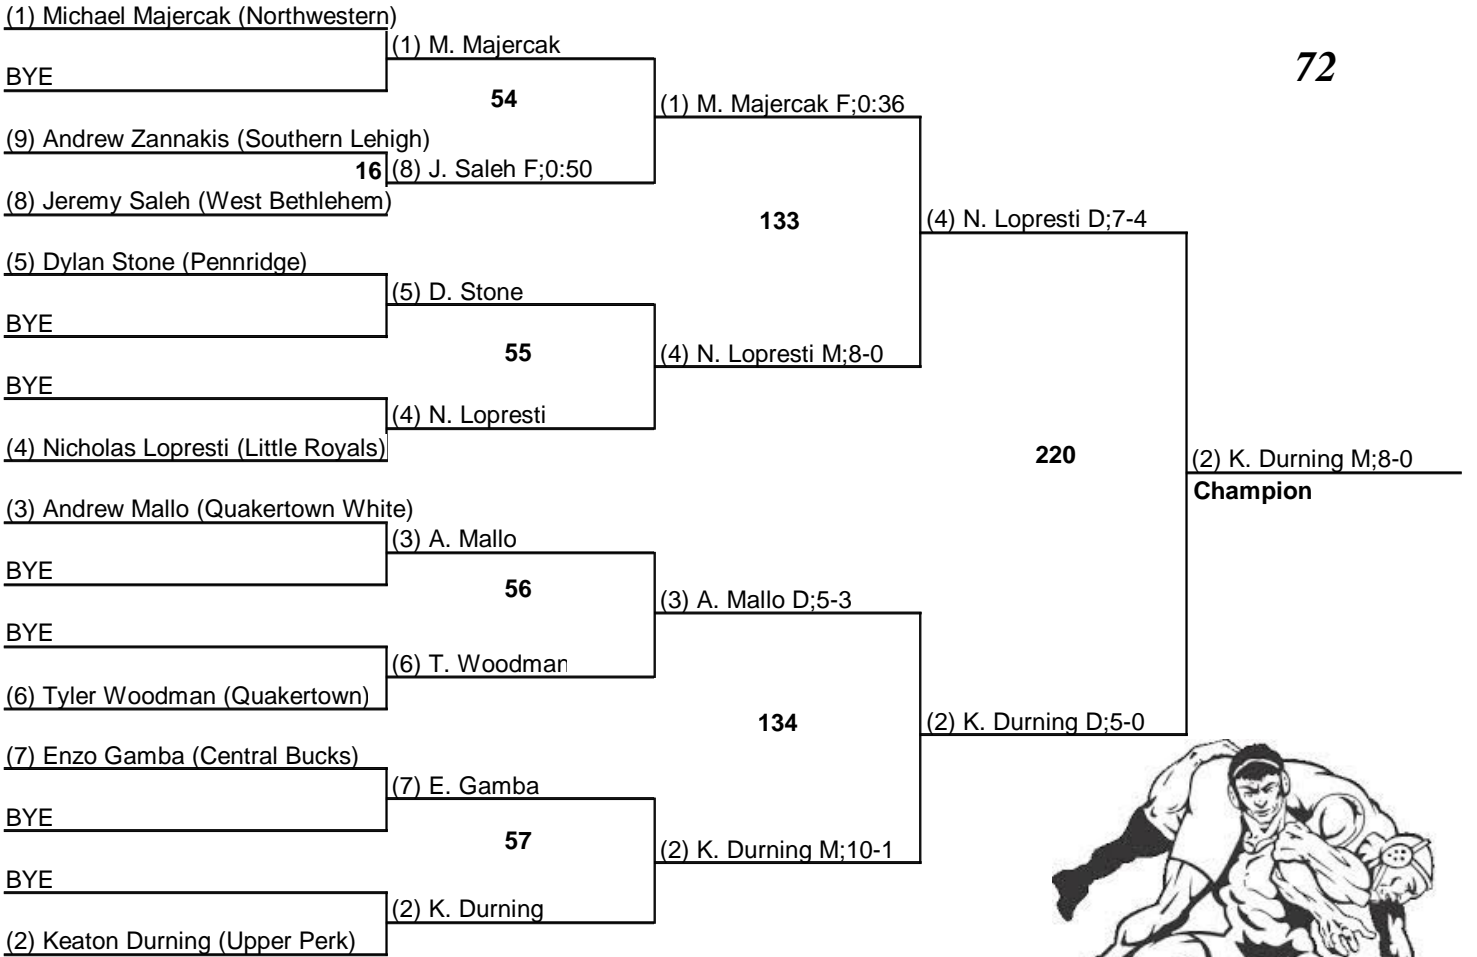 (1) Michael Majercak (Northwestern)
(1) M. Majercak
72
BYE
54
(1) M. Majercak F;0:36
(9) Andrew Zannakis (Southern Lehigh)
16
(8) J. Saleh F;0:50
(8) Jeremy Saleh (West Bethlehem)
133
(4) N. Lopresti D;7-4
(5) Dylan Stone (Pennridge)
(5) D. Stone
BYE
55
(4) N. Lopresti M;8-0
BYE
(4) N. Lopresti
(4) Nicholas Lopresti (Little Royals)
220
(2) K. Durning M;8-0
Champion
(3) Andrew Mallo (Quakertown White)
(3) A. Mallo
BYE
56
(3) A. Mallo D;5-3
BYE
(6) T. Woodman
(6) Tyler Woodman (Quakertown)
134
(2) K. Durning D;5-0
(7) Enzo Gamba (Central Bucks)
(7) E. Gamba
BYE
57
(2) K. Durning M;10-1
BYE
(2) K. Durning
(2) Keaton Durning (Upper Perk)